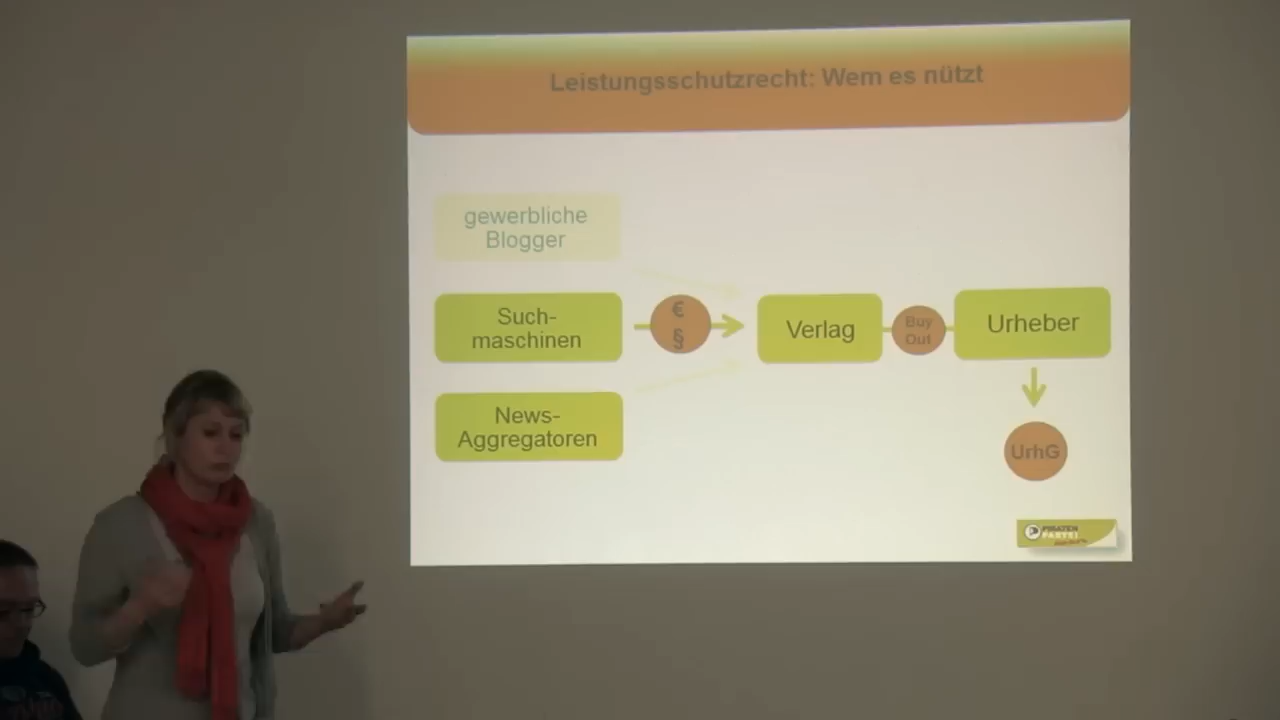 Leistungsschutzrecht: Wem es nützt
gewerbliche
Blogger
Such-
maschinen
€
§
Verlag
Buy
Out
Urheber
News-
Aggregatoren
UrhG
PIRATEN
PARTEI